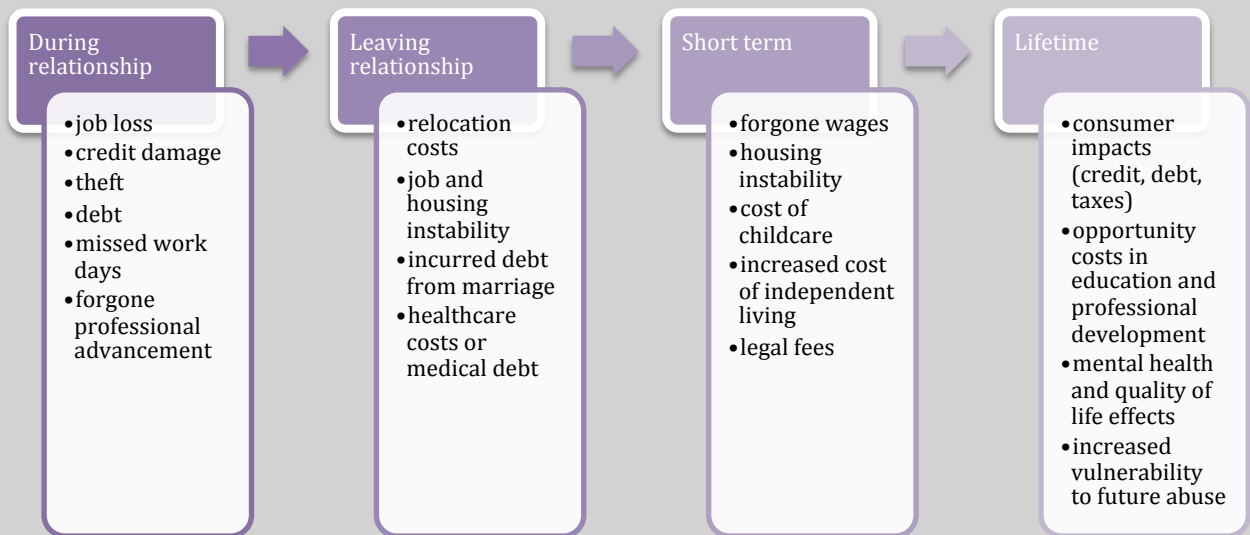 During
relationship
•job loss
•credit damage
•theft
•debt
•missed work
days
•forgone
professional
advancement
Leaving
relationship
•relocation
costs
•job and
housing
instability
•incurred debt
from marriage
•healthcare
costs or
medical debt
Short term
•forgone wages
•housing
instability
•cost of
childcare
•increased cost
of independent
living
•legal fees
Lifetime
•consumer
impacts
(credit, debt,
taxes)
•opportunity
costs in
education and
professional
development
•mental health
and quality of
life effects
•increased
vulnerability
to future abuse